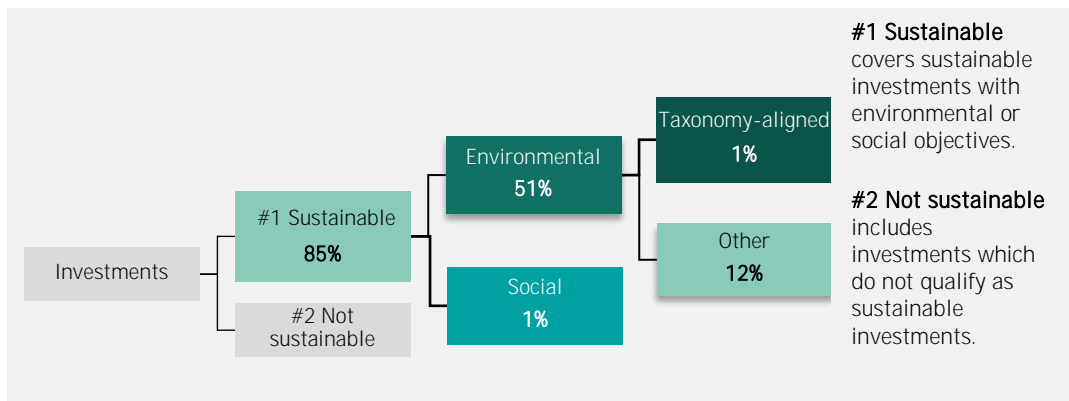 Investments
#1 Sustainable
85%
#2 Not
sustainable
Environmental
51%
Social
1%
Taxonomy-aligned
1%
Other
12%
#1 Sustainable
covers sustainable
investments with
environmental or
social objectives.
#2 Not sustainable
includes
investments which
do not qualify as
sustainable
investments.